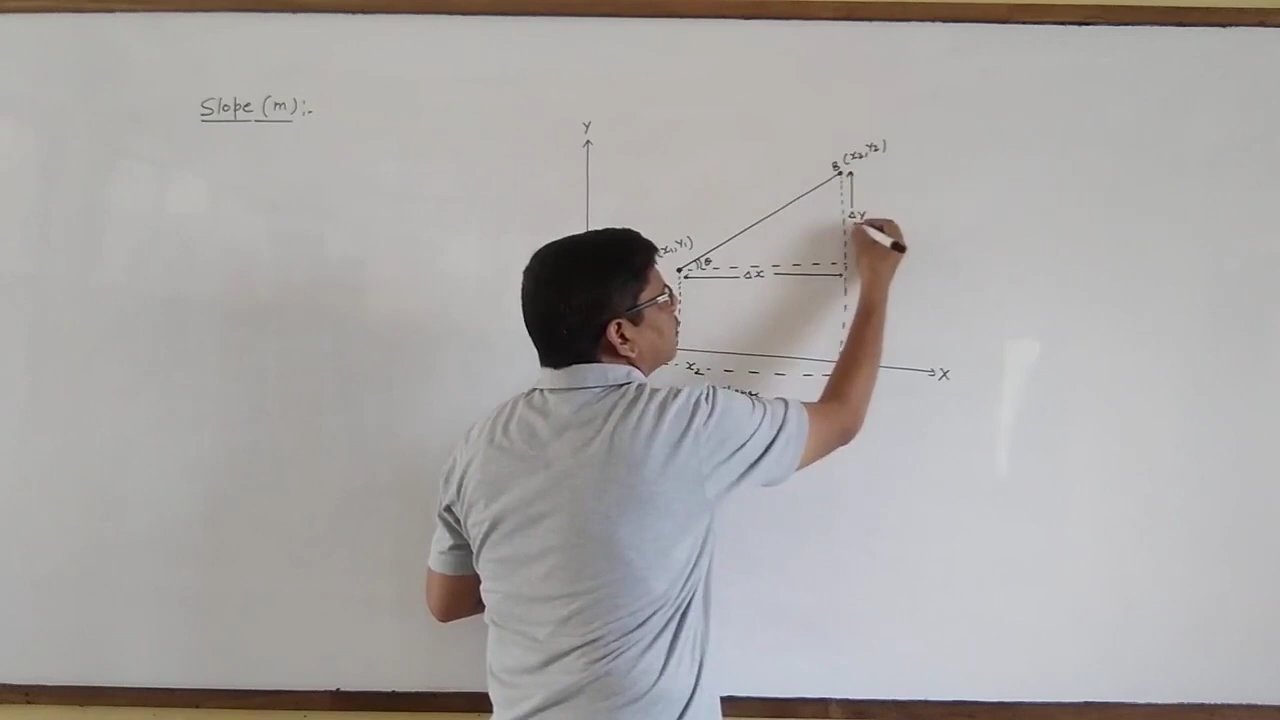 Slope (m):-
Y
B (x₂,Y₂)
ΔY
(x₁,Y₁)
θ
Δx
x₂
X